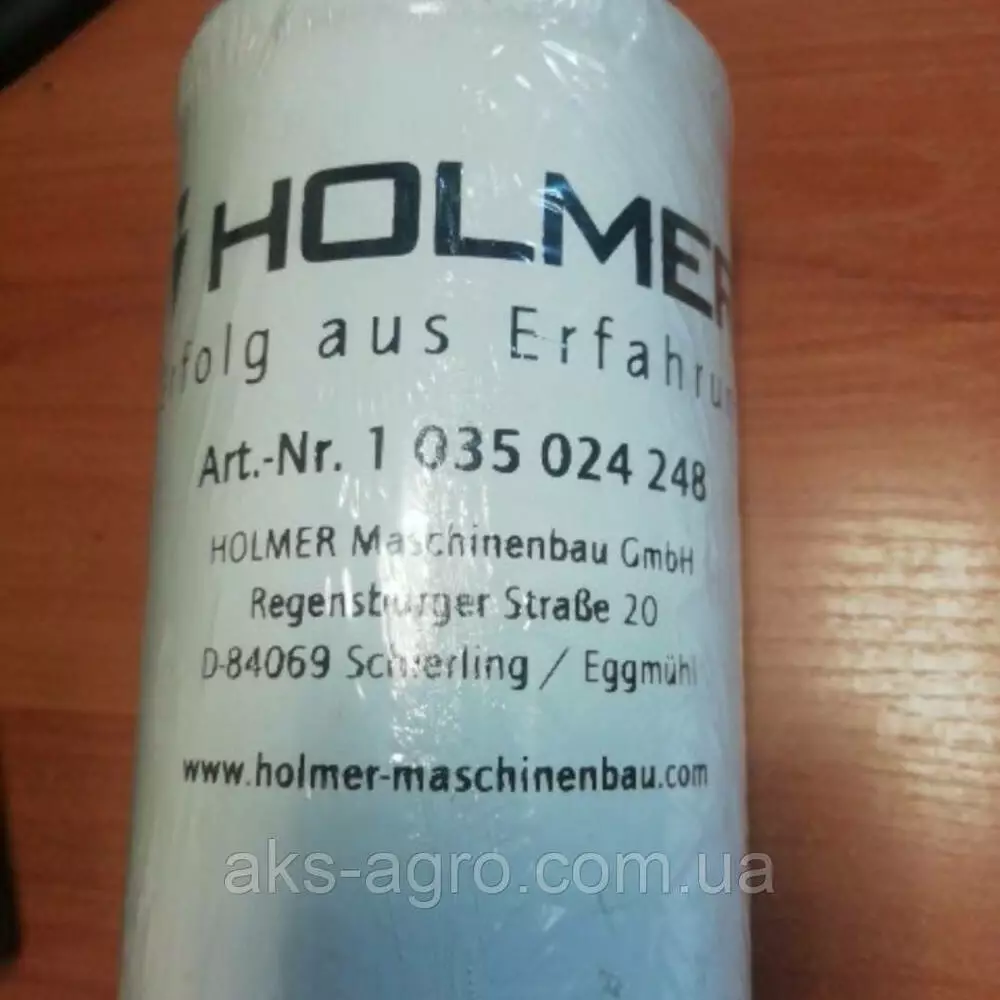 HOLMER
Erfolg aus Erfahrun
Art.-Nr. 1 035 024 248
HOLMER Maschinenbau GmbH
Regensburger Straße 20
D-84069 Schierling / Eggmühl
www.holmer-maschinenbau.com
aks-agro.com.ua